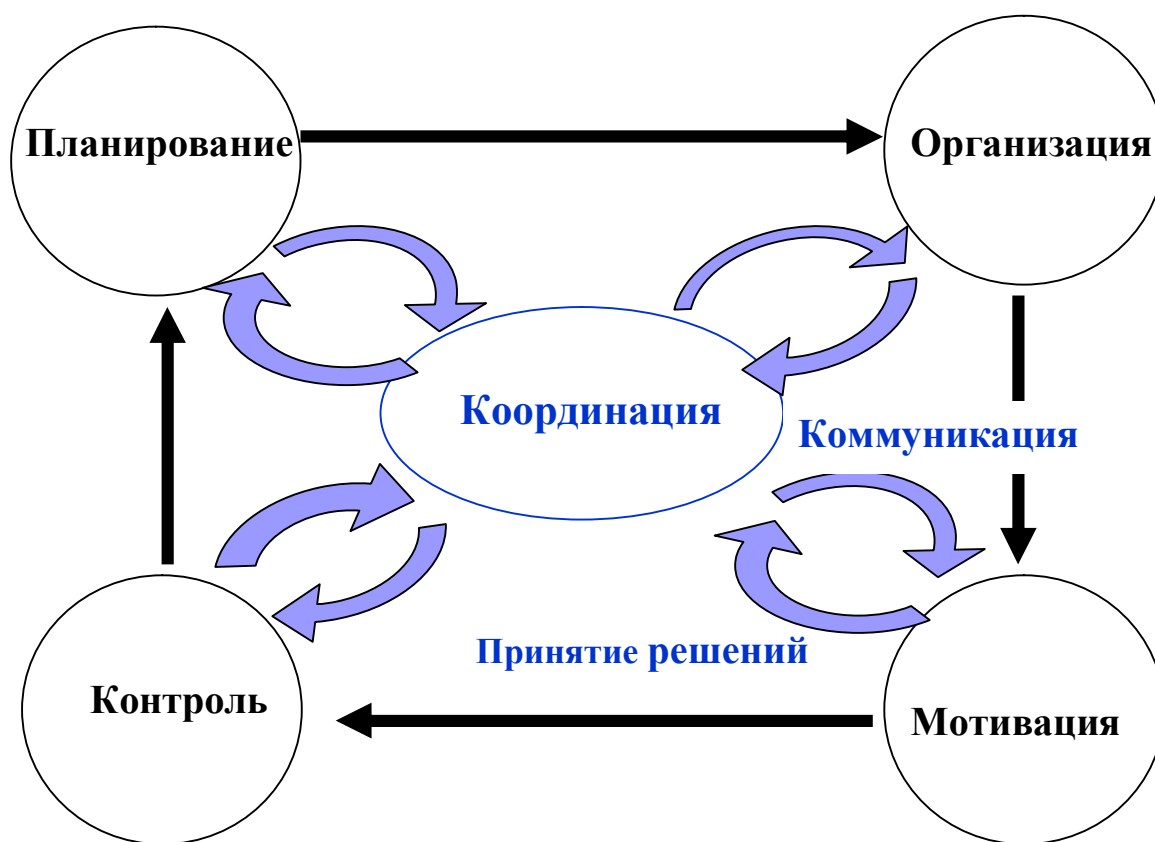 Планирование
Организация
Координация
Коммуникация
Принятие решений
Контроль
Мотивация